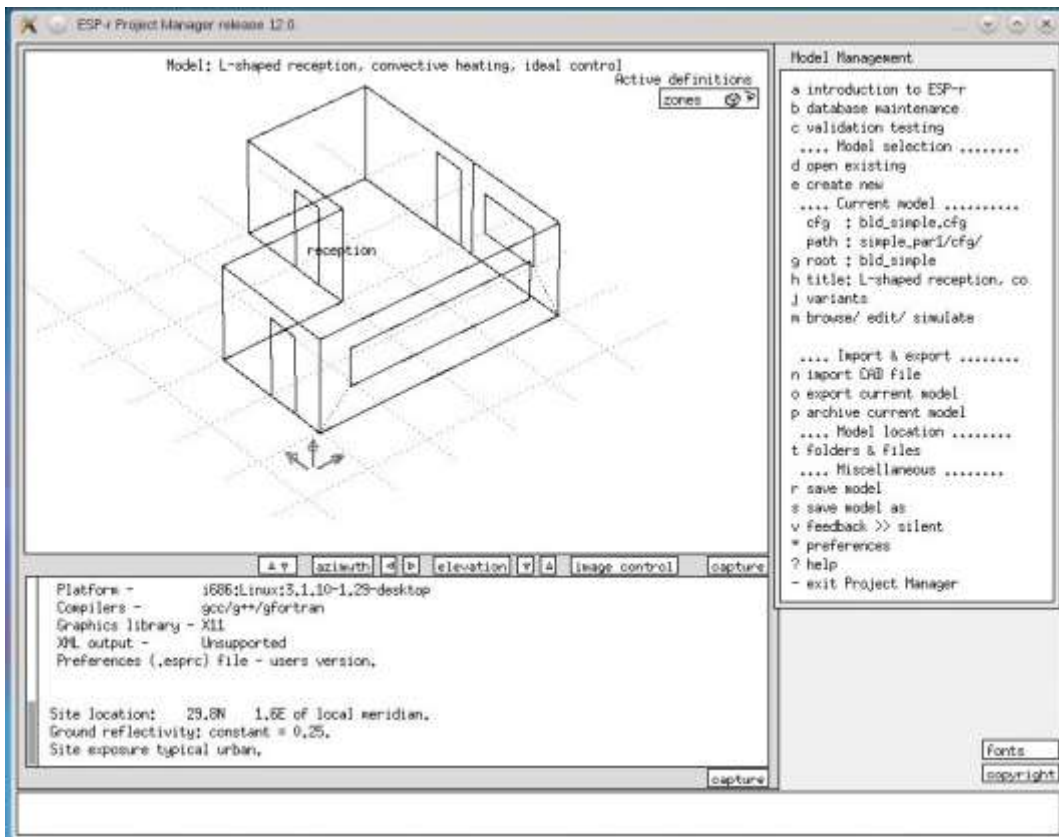 ESP-r Project Manager release 12.0.
Model: L-shaped reception, convective heating, ideal control
Active definitions
zones
reception
azimuth
elevation
image control
capture
Platform - i686:Linux:3.1.10-1.29-desktop
Compilers - gcc/g++/gfortran
Graphics library - X11
XML output - Unsupported
Preferences (.esprc) file - users version.
Site location: 29.8N 1.6E of local meridian.
Ground reflectivity: constant = 0.25.
Site exposure typical urban.
capture
Model Management
a introduction to ESP-r
b database maintenance
c validation testing
.... Model selection ........
d open existing
e create new
.... Current model ..........
cfg : bld_simple.cfg
path : simple_par1/cfg/
g root : bld_simple
h title: L-shaped reception, co
j variants
m browse/ edit/ simulate
.... Import & export ........
n import CAD file
o export current model
p archive current model
.... Model location ........
t folders & files
.... Miscellaneous ........
r save model
s save model as
v feedback >> silent
* preferences
? help
- exit Project Manager
fonts
copyright